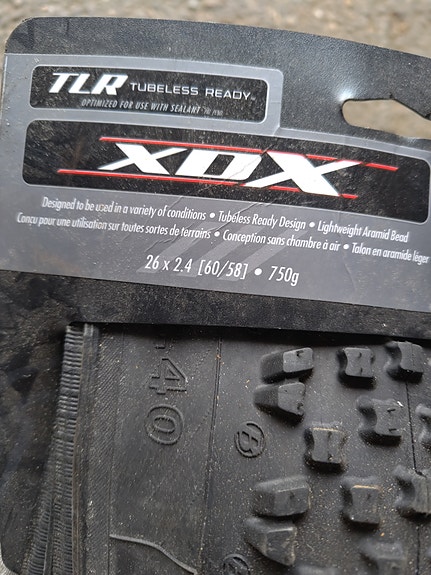 TLR TUBELESS READY™
OPTIMIZED FOR USE WITH SEALANT
XDX
Designed to be used in a variety of conditions • Tubeless Ready Design • Lightweight Aramid Bead
Conçu pour une utilisation sur toutes sortes de terrains • Conception sans chambre à air • Talon en aramide léger
26 x 2.4 [60/58] • 750g
40
B